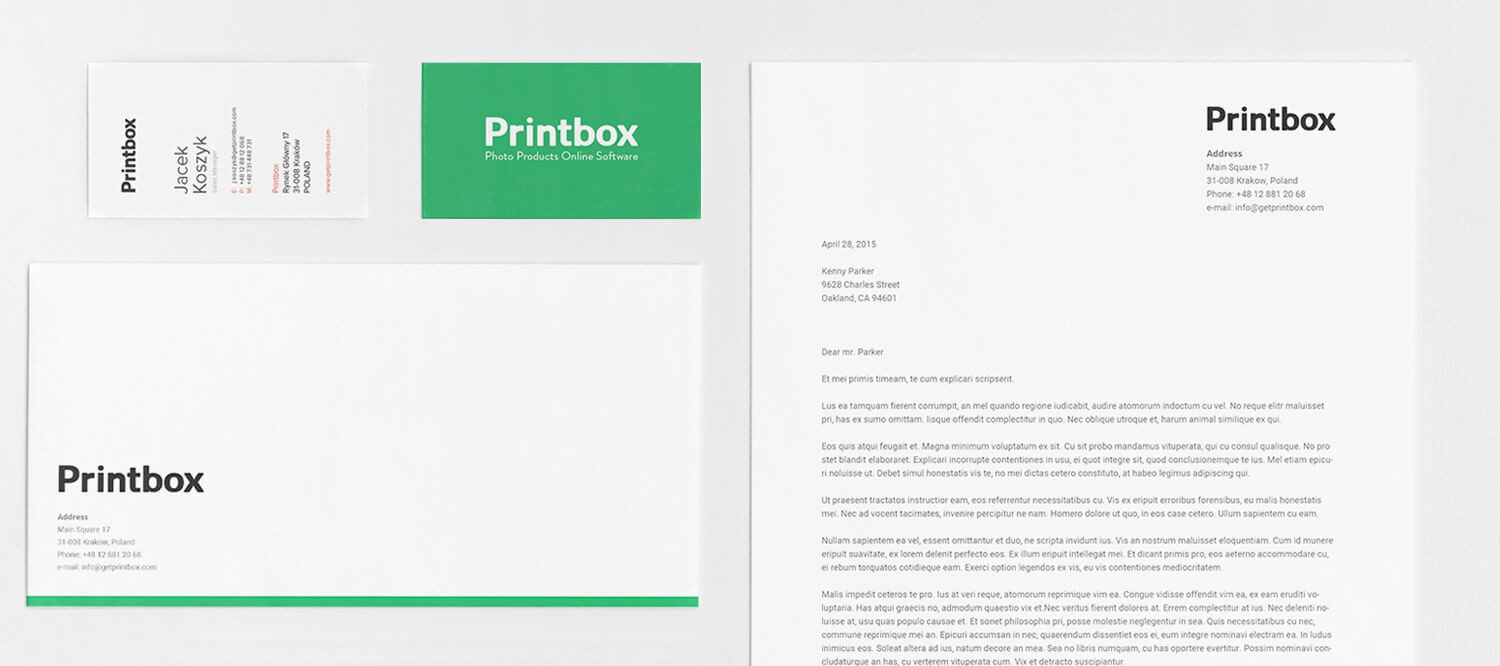 Printbox
Jacek
Koszyk
Sales Manager
E: j.koszyk@getprintbox.com
P: +48 12 88 12 068
M: +48 731 448 731
Printbox
Rynek Główny 17
31-008 Kraków
POLAND
www.getprintbox.com
Printbox
Photo Products Online Software
Printbox
Address
Main Square 17
31-008 Krakow, Poland
Phone: +48 12 881 20 68
e-mail: info@getprintbox.com
Printbox
Address
Main Square 17
31-008 Krakow, Poland
Phone: +48 12 881 20 68
e-mail: info@getprintbox.com
April 28, 2015
Kenny Parker
9628 Charles Street
Oakland, CA 94601
Dear mr. Parker
Et mei primis timeam, te cum explicari scripserit.
Lus ea tamquam fierent corrumpit, an mel quando regione iudicabit, audire atomorum indoctum cu vel. No reque elitr maluisset
pri, has ex sumo omittam. Iisque offendit complectitur in quo. Nec oblique utroque et, harum animal similique ex qui.
Eos quis atqui feugait et. Magna minimum voluptatum ex sit. Cu sit probo mandamus vituperata, qui cu consul qualisque. No pro
stet blandit elaboraret. Explicari incorrupte contentiones in usu, ei quot integre sit, quod conclusionemque te ius. Mel etiam epicu-
ri noluisse ut. Debet simul honestatis vis te, no mei dictas cetero constituto, at habeo legimus adipiscing qui.
Ut praesent tractatos instructior eam, eos referrentur necessitatibus cu. Vis ex eripuit erroribus forensibus, eu malis honestatis
mei. Nec ad vocent tacimates, invenire percipitur ne nam. Homero dolore ut quo, in eos case cetero. Ullum sapientem cu eam.
Nullam sapientem ea vel, essent omittantur et duo, ne scripta invidunt ius. Vis an nostrum maluisset eloquentiam. Cum id munere
eripuit suavitate, ex lorem delenit perfecto eos. Ex illum eripuit intellegat mei. Et dicant primis pro, eos aeterno accommodare cu,
ei rebum torquatos cotidieque eam. Exerci option legendos ex vis, eu vis contentiones mediocritatem.
Malis impedit ceteros te pro. Ius at veri reque, atomorum reprimique vim ea. Congue vidisse offendit vim ea, ex eam eruditi vo-
luptaria. Has atqui graecis no, admodum quaestio vix et.Nec veritus fierent dolores at. Errem complectitur at ius. Nec deleniti no-
luisse at, usu quas populo causae et. Et sonet philosophia pri, posse molestie neglegentur in sea. Quis necessitatibus cu nec,
commune reprimique mei an. Epicuri accumsan in nec, quaerendum dissentiet eos ei, eum integre nominavi electram ea. In ludus
inimicus eos. Soleat altera ad ius, natum decore an mea. Sea no libris numquam, cu has oportere evertitur. Possim nominavi con-
cludaturque an has, cu verterem vituperata cum. Vix et detracto suscipiantur.